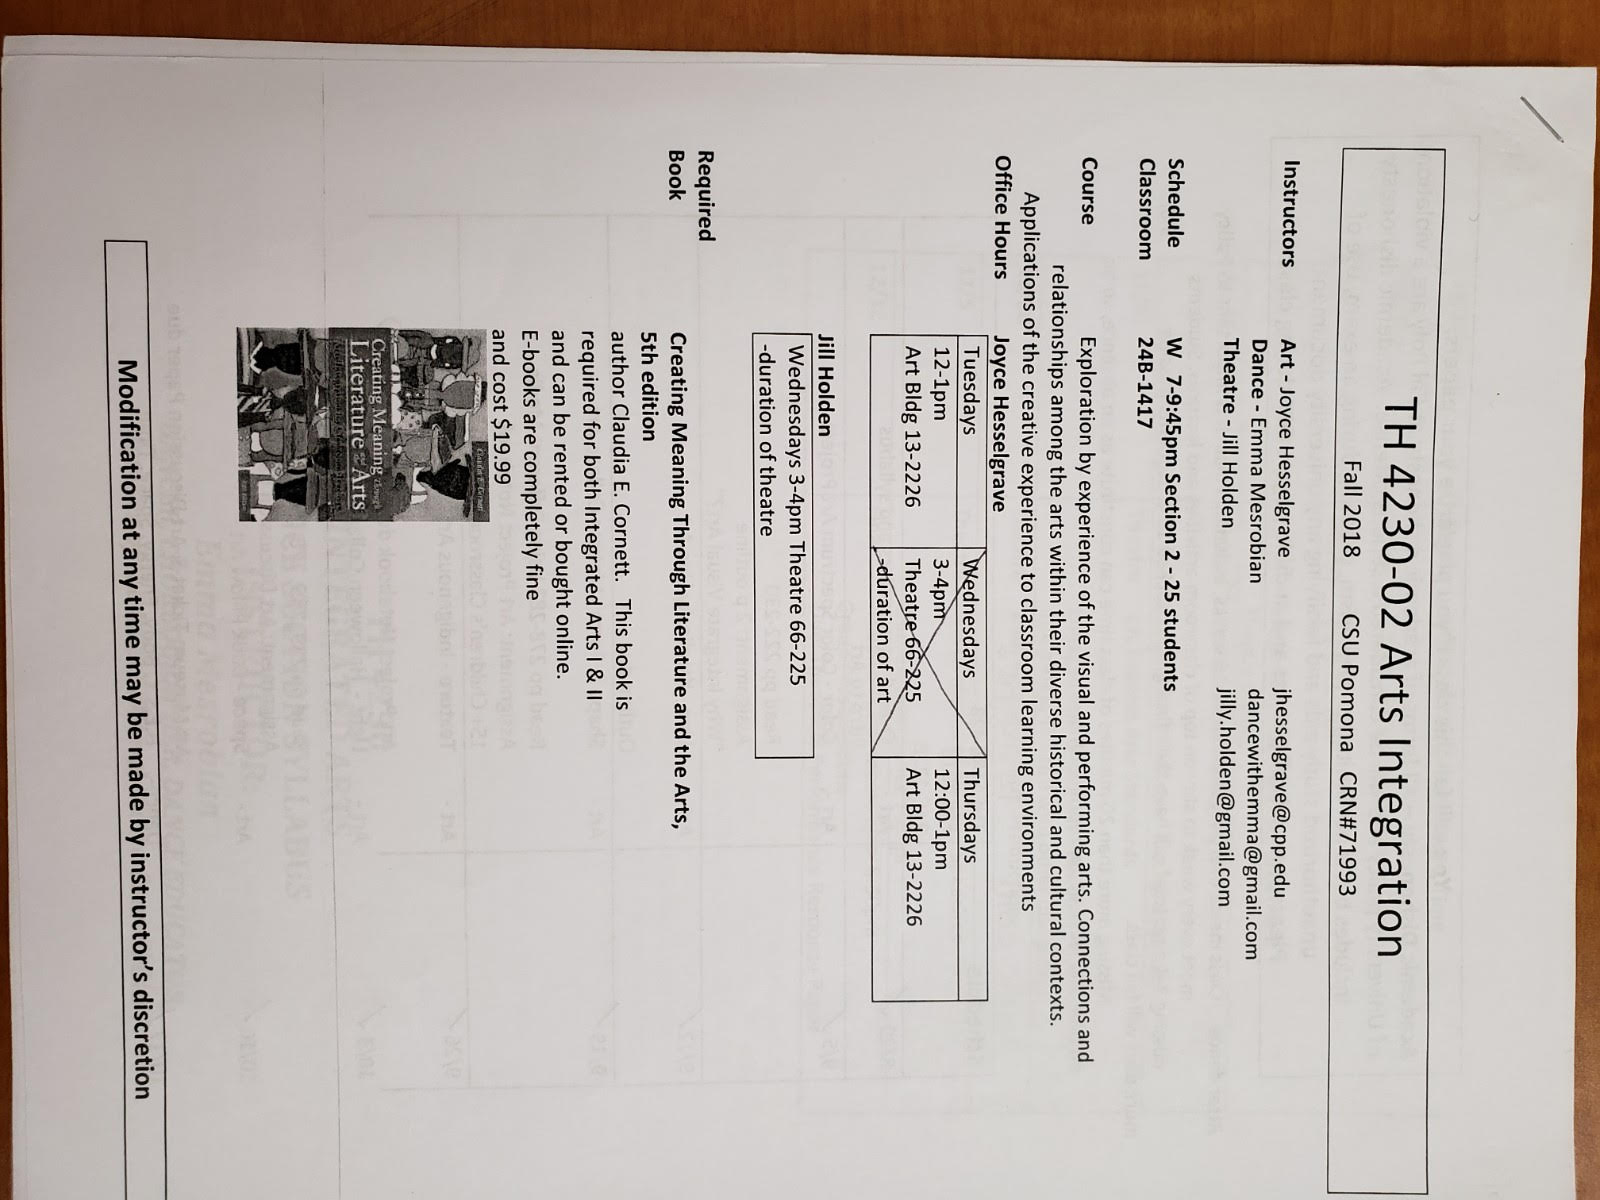 TH 4230-02 Arts Integration
Fall 2018 CSU Pomona CRN#71993
Instructors Art - Joyce Hesselgrave jhesselgrave@cpp.edu
Dance - Emma Mesrobian dancewithemma@gmail.com
Theatre - Jill Holden jilly.holden@gmail.com
Schedule W 7-9:45pm Section 2 - 25 students
Classroom 24B-1417
Course Exploration by experience of the visual and performing arts. Connections and
relationships among the arts within their diverse historical and cultural contexts.
Applications of the creative experience to classroom learning environments
Office Hours Joyce Hesselgrave
Tuesdays Wednesdays Thursdays
12-1pm 3-4pm 12:00-1pm
Art Bldg 13-2226 Theatre 66-225 Art Bldg 13-2226
-duration of art
Jill Holden
Wednesdays 3-4pm Theatre 66-225
-duration of theatre
Required
Book Creating Meaning Through Literature and the Arts,
5th edition
author Claudia E. Cornett. This book is
required for both Integrated Arts I & II
and can be rented or bought online.
E-books are completely fine
and cost $19.99
Creating Meaning through
Literature and the Arts
Modification at any time may be made by instructor's discretion